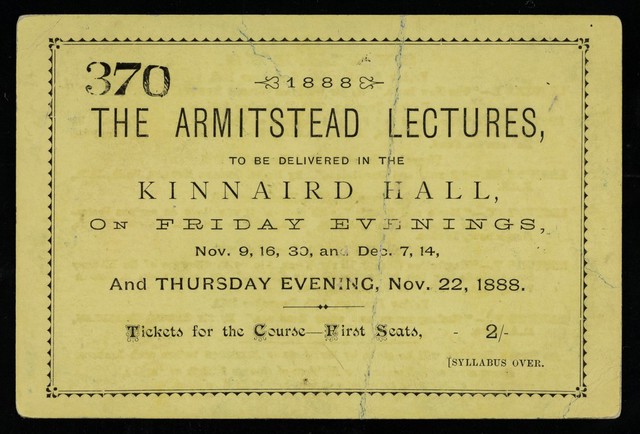 370
1888
THE ARMITSTEAD LECTURES,
TO BE DELIVERED IN THE
KINNAIRD HALL,
ON FRIDAY EVENINGS,
Nov. 9, 16, 30, and Dec. 7, 14,
And THURSDAY EVENING, Nov. 22, 1888.
Tickets for the Course—First Seats, - 2/-
[SYLLABUS OVER.